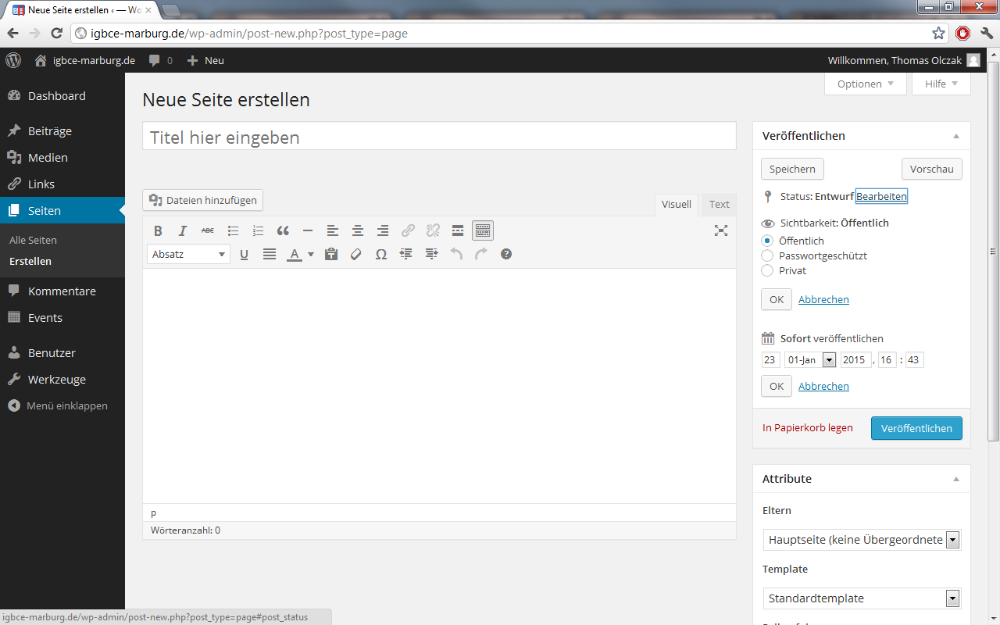 Neue Seite erstellen ‹ — Wo
igbce-marburg.de/wp-admin/post-new.php?post_type=page
igbce-marburg.de 0 Neu Willkommen, Thomas Olczak
Optionen Hilfe
Dashboard
Beiträge
Medien
Links
Seiten
Alle Seiten
Erstellen
Kommentare
Events
Benutzer
Werkzeuge
Menü einklappen
Neue Seite erstellen
Titel hier eingeben
Dateien hinzufügen
Visuell Text
B I ABC
Absatz U A Ω
p
Wörteranzahl: 0
Veröffentlichen
Speichern Vorschau
Status: Entwurf Bearbeiten
Sichtbarkeit: Öffentlich
Öffentlich
Passwortgeschützt
Privat
OK Abbrechen
Sofort veröffentlichen
23 01-Jan 2015 , 16 : 43
OK Abbrechen
In Papierkorb legen Veröffentlichen
Attribute
Eltern
Hauptseite (keine Übergeordnete
Template
Standardtemplate
igbce-marburg.de/wp-admin/post-new.php?post_type=page#post_status